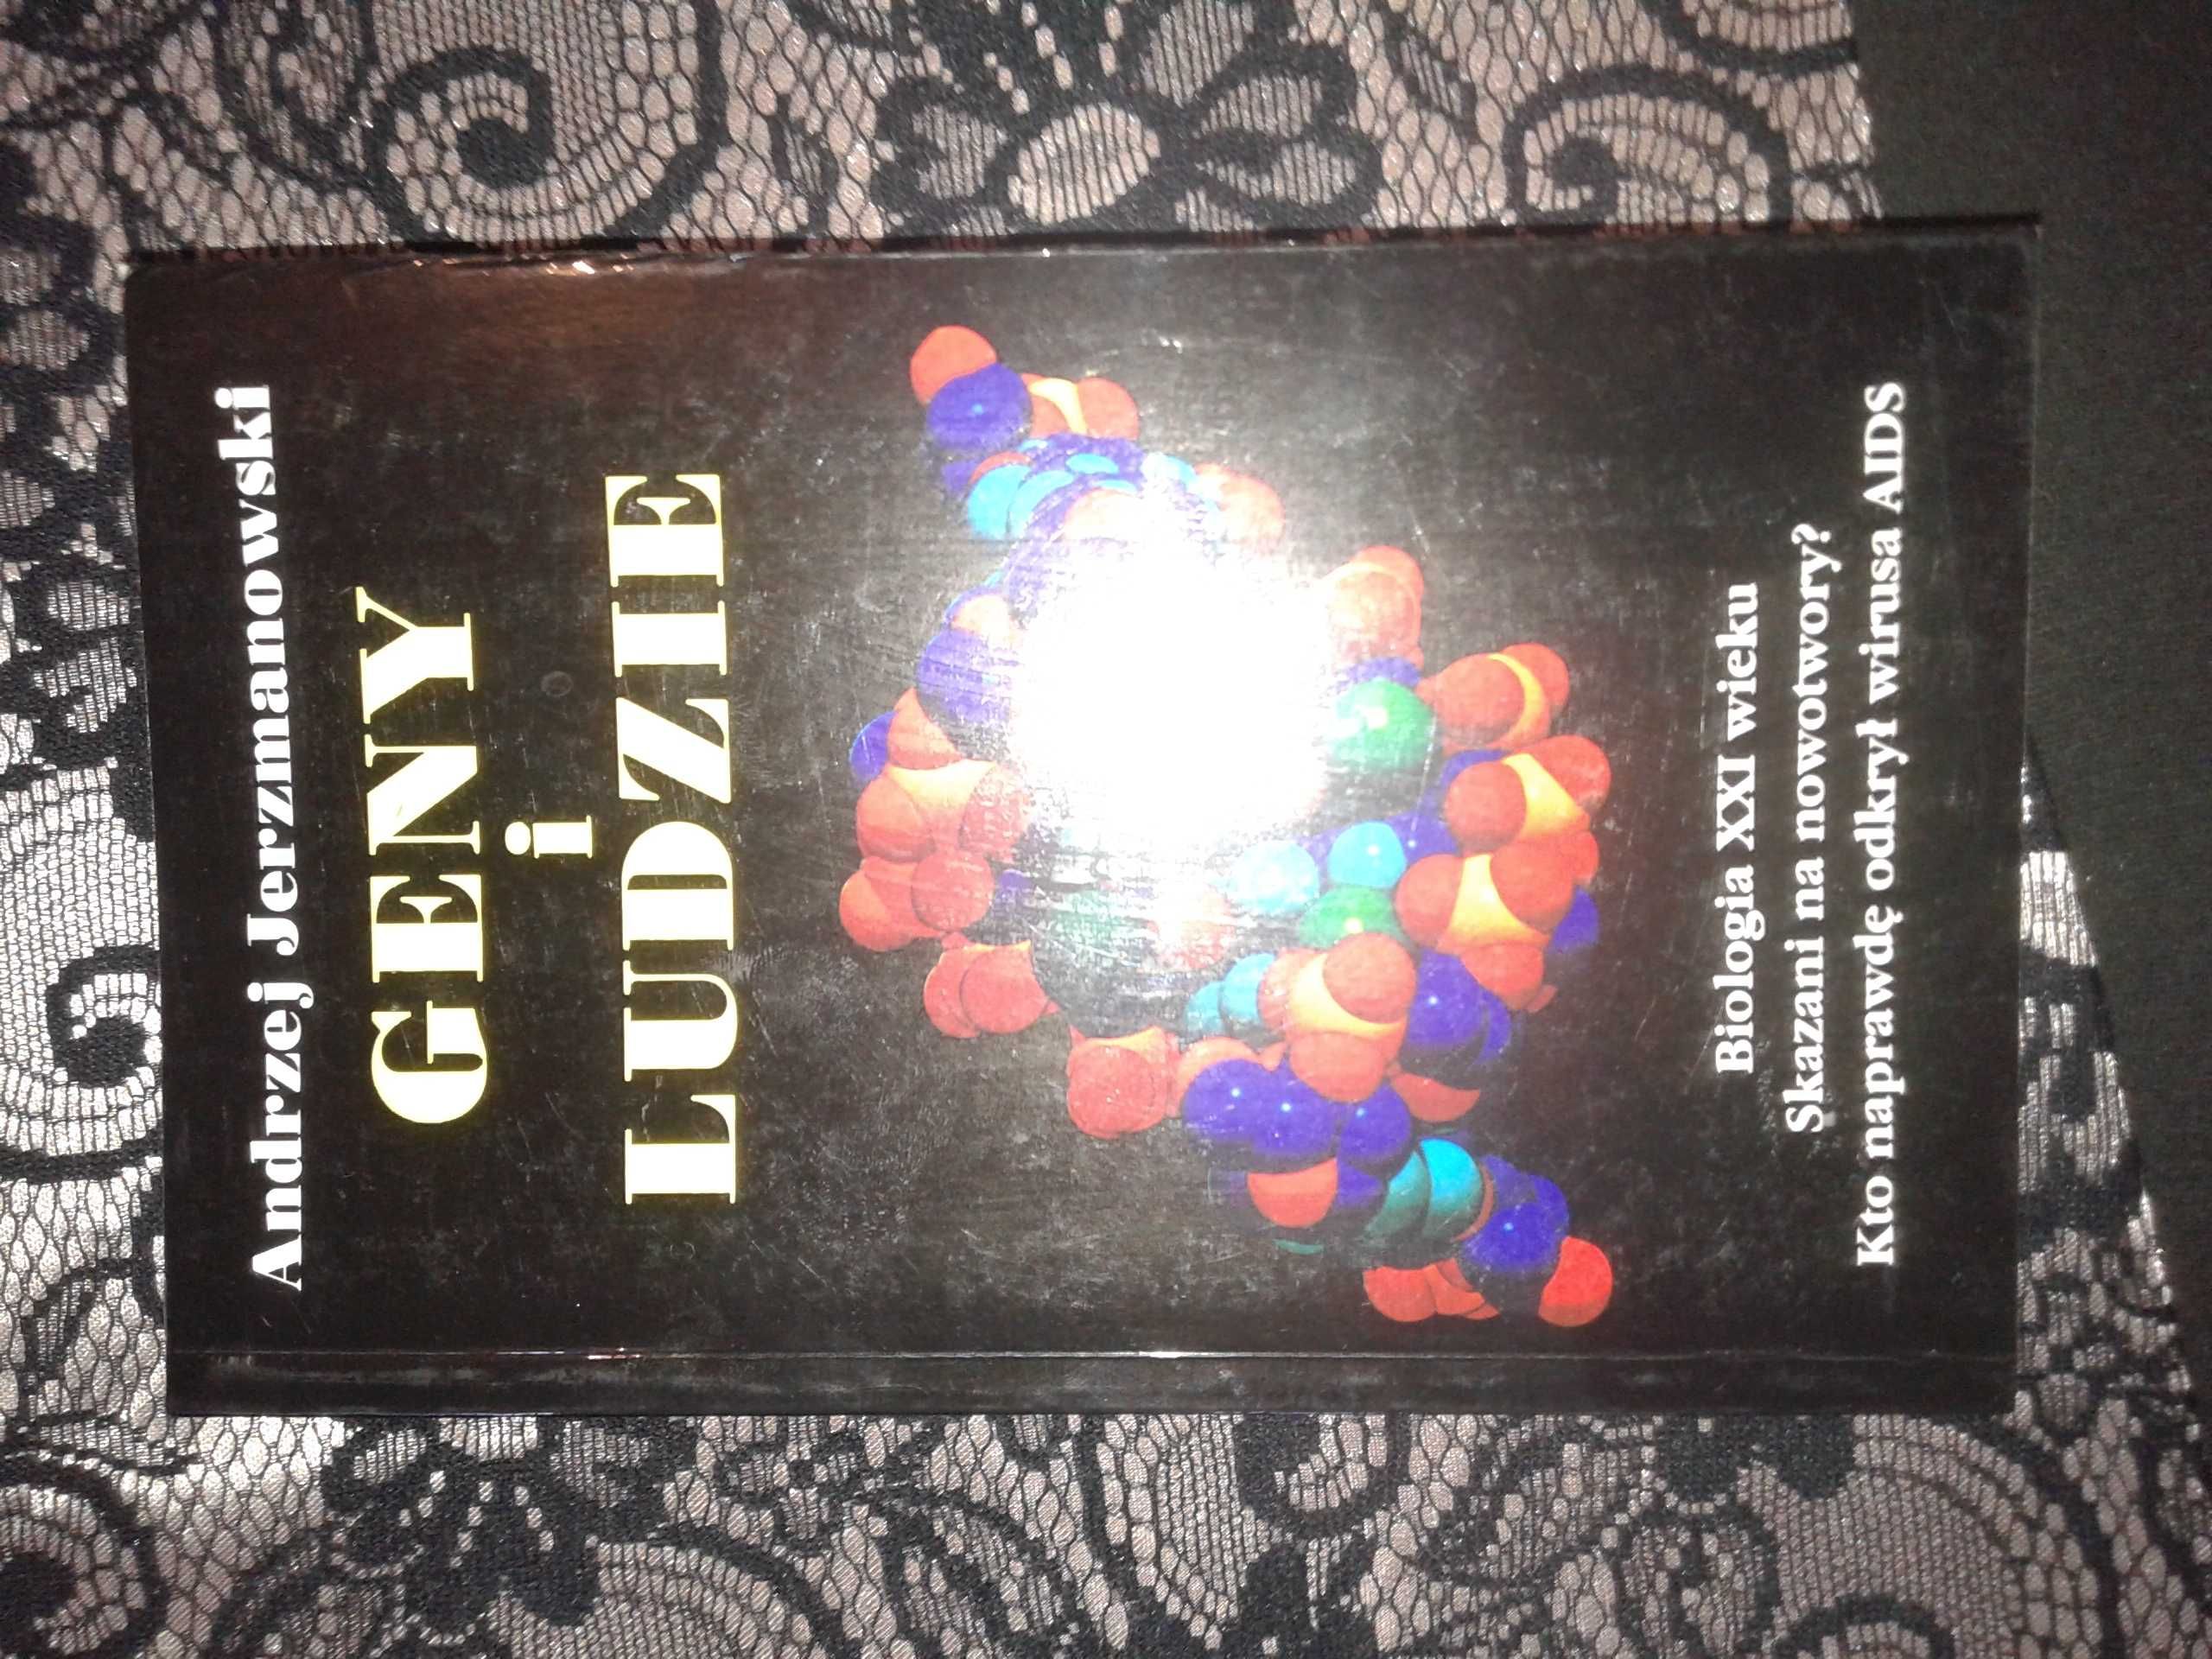 Andrzej Jerzmanowski
GENY
i
LUDZIE
Biologia XXI wieku
Skazani na nowotwory?
Kto naprawdę odkrył wirusa AIDS